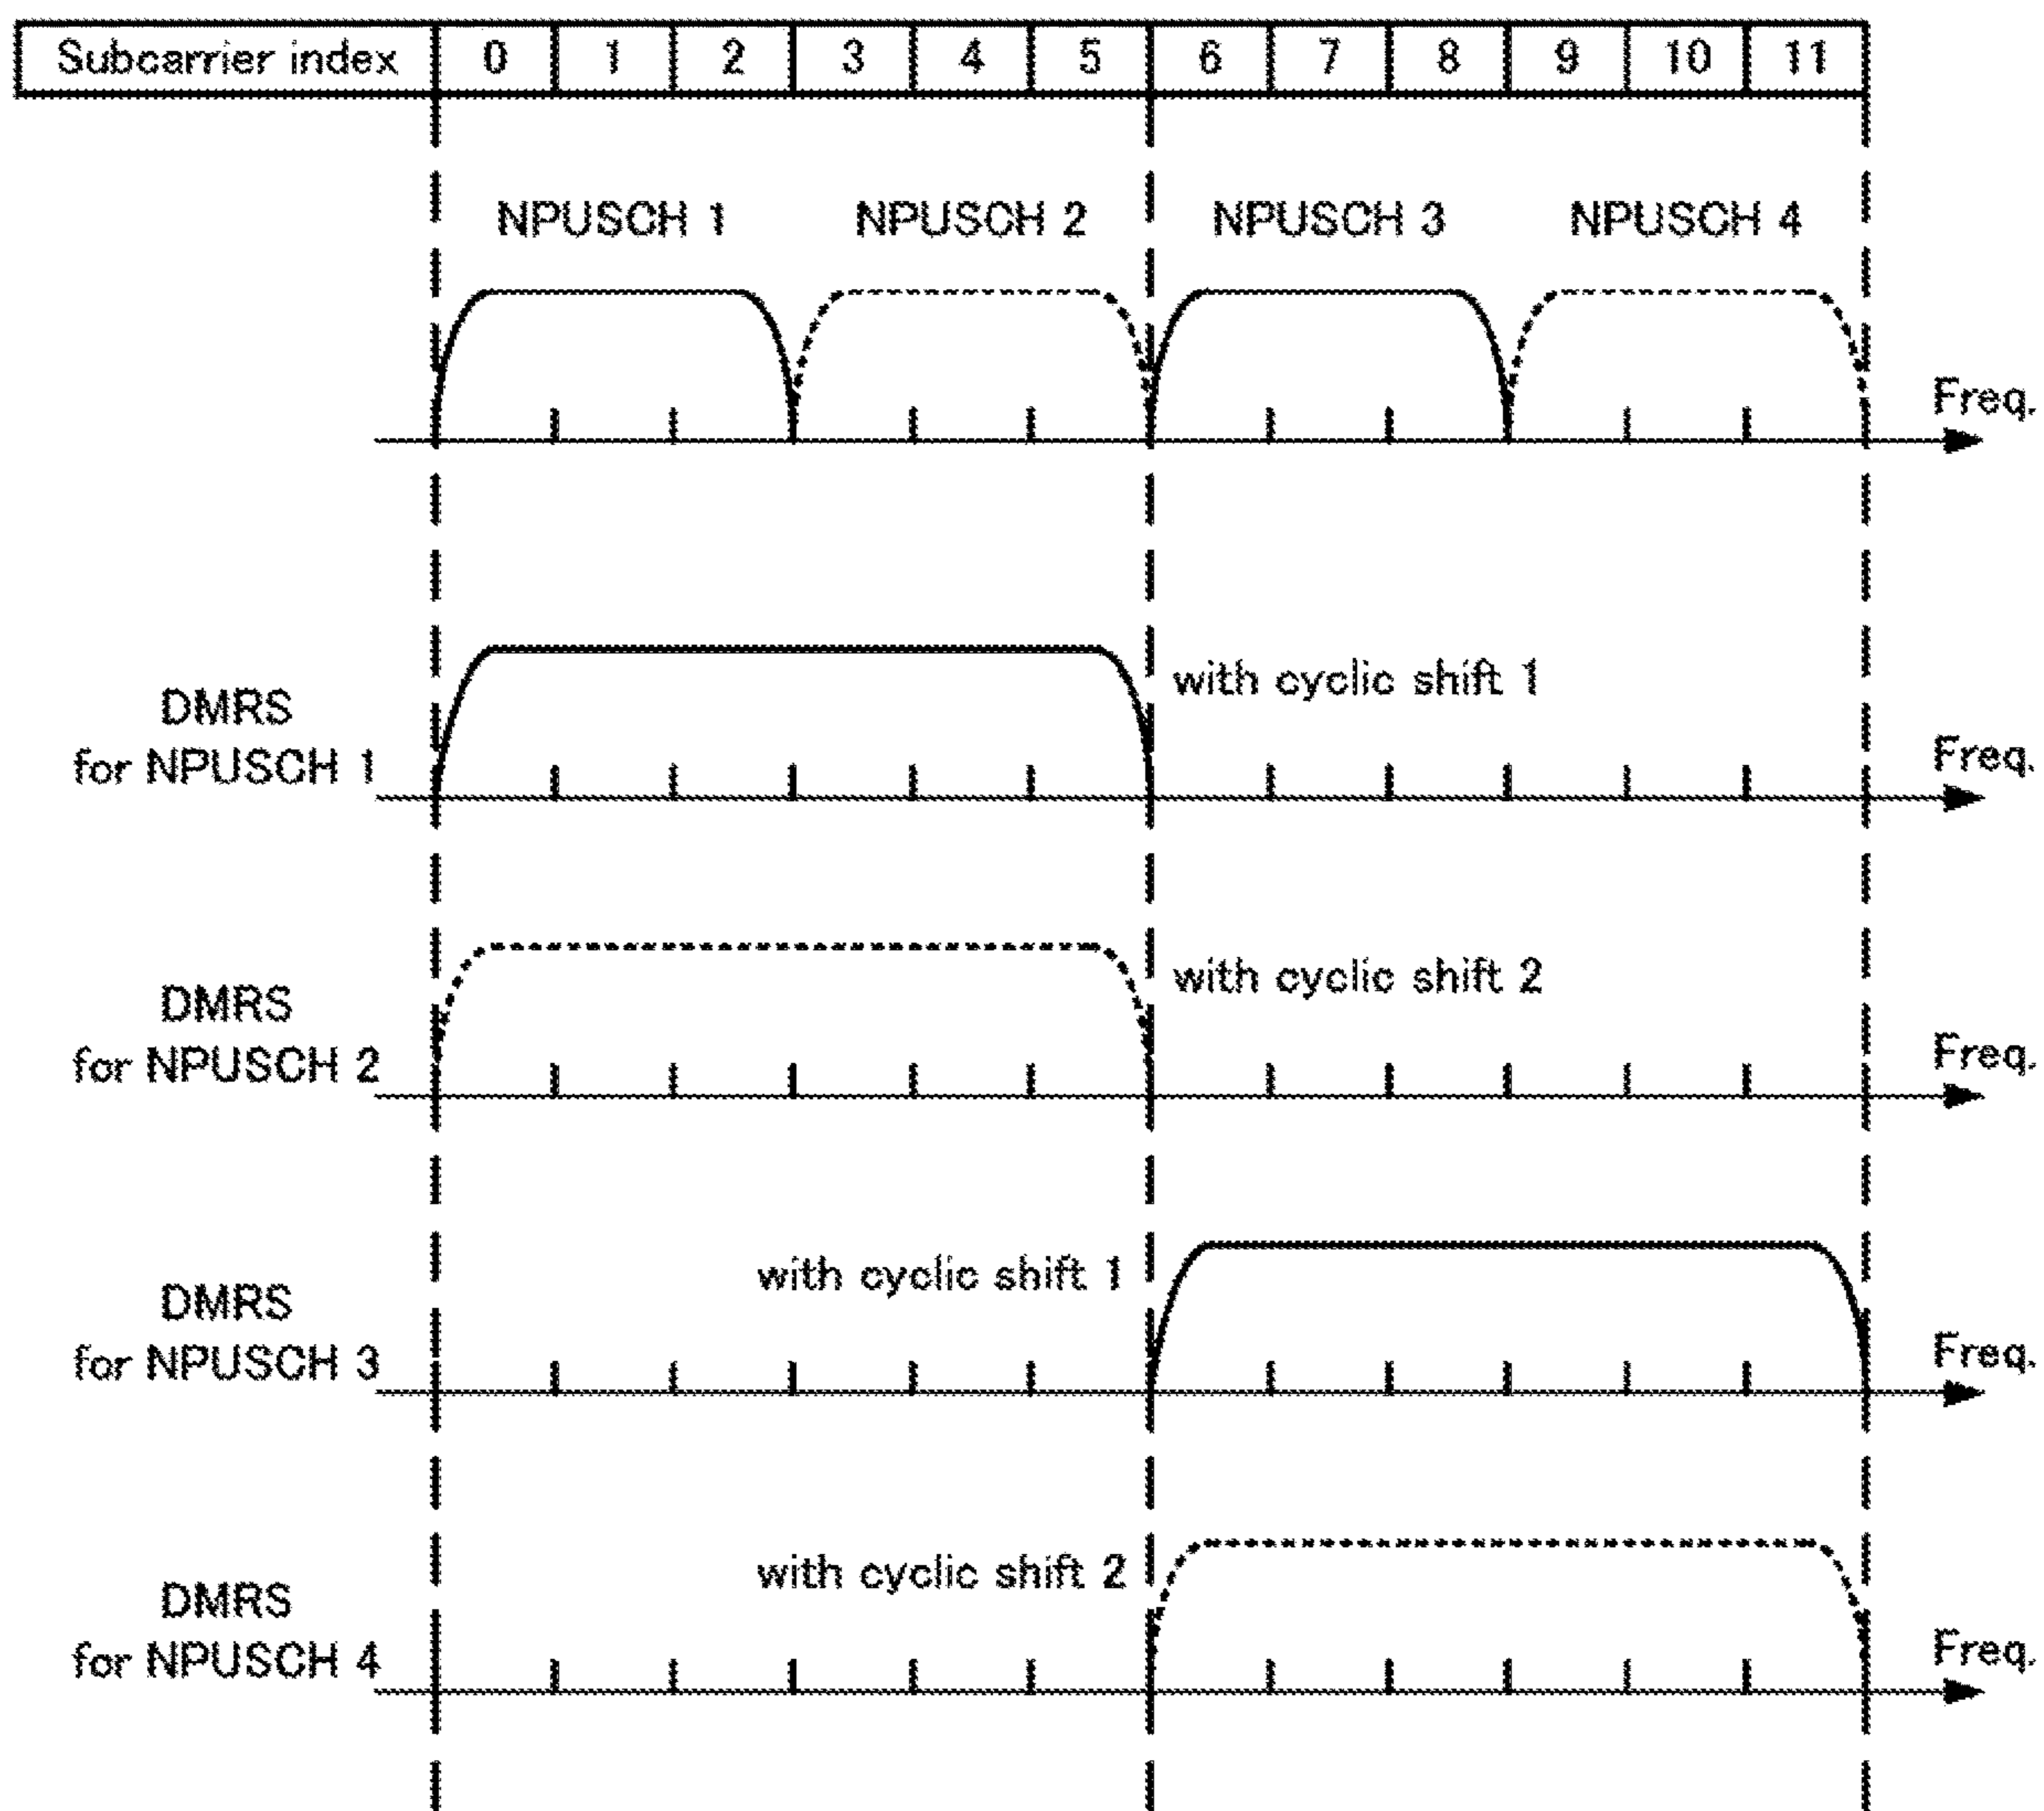 Subcarrier index 0 1 2 3 4 5 6 7 8 9 10 11
NPUSCH 1 NPUSCH 2 NPUSCH 3 NPUSCH 4
Freq.
with cyclic shift 1
DMRS
for NPUSCH 1
Freq.
with cyclic shift 2
DMRS
for NPUSCH 2
Freq.
with cyclic shift 1
DMRS
for NPUSCH 3
Freq.
with cyclic shift 2
DMRS
for NPUSCH 4
Freq.